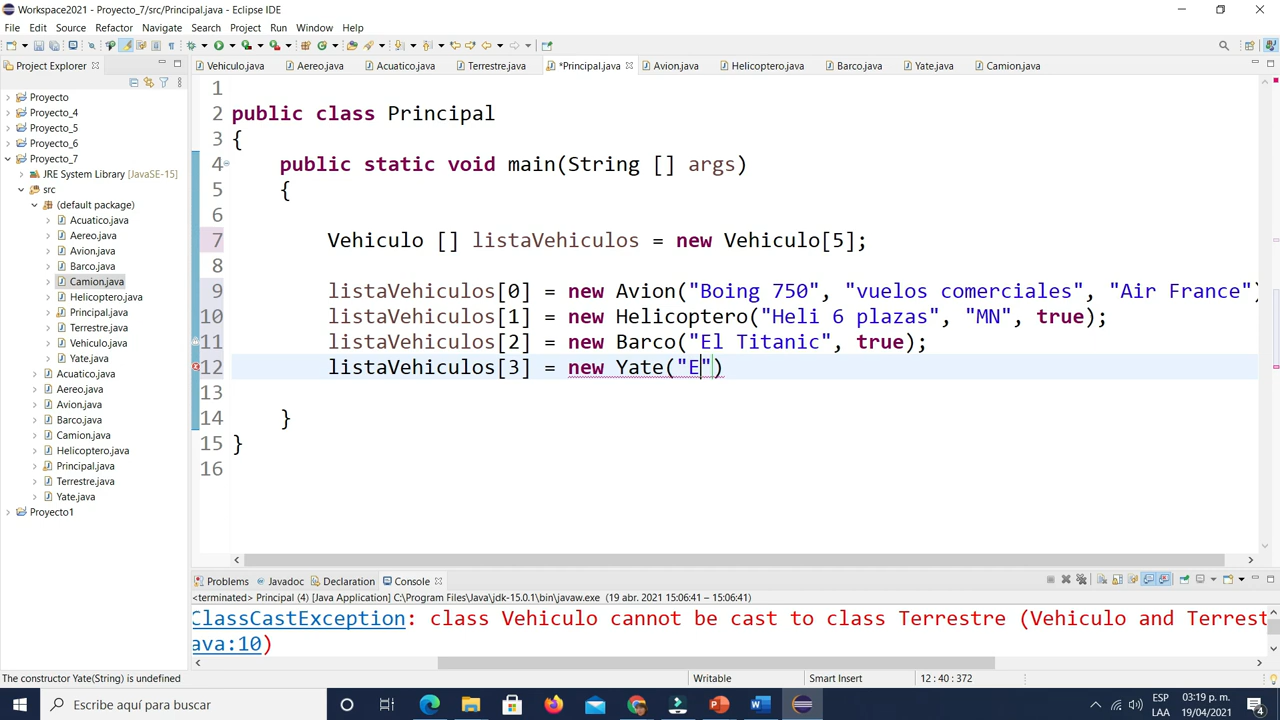 Workspace2021 - Proyecto_7/src/Principal.java - Eclipse IDE
File Edit Source Refactor Navigate Search Project Run Window Help
Project Explorer
Vehiculo.java Aereo.java Acuatico.java Terrestre.java *Principal.java Avion.java Helicoptero.java Barco.java Yate.java Camion.java
Proyecto
Proyecto_4
Proyecto_5
Proyecto_6
Proyecto_7
JRE System Library [JavaSE-15]
src
(default package)
Acuatico.java
Aereo.java
Avion.java
Barco.java
Camion.java
Helicoptero.java
Principal.java
Terrestre.java
Vehiculo.java
Yate.java
Acuatico.java
Aereo.java
Avion.java
Barco.java
Camion.java
Helicoptero.java
Principal.java
Terrestre.java
Yate.java
Proyecto1
1
2 public class Principal
3 {
4 public static void main(String [] args)
5 {
6
7 Vehiculo [] listaVehiculos = new Vehiculo[5];
8
9 listaVehiculos[0] = new Avion("Boing 750", "vuelos comerciales", "Air France")
10 listaVehiculos[1] = new Helicoptero("Heli 6 plazas", "MN", true);
11 listaVehiculos[2] = new Barco("El Titanic", true);
12 listaVehiculos[3] = new Yate("E")
13
14 }
15 }
16
Problems Javadoc Declaration Console
<terminated> Principal (4) [Java Application] C:\Program Files\Java\jdk-15.0.1\bin\javaw.exe (19 abr. 2021 15:06:41 – 15:06:41)
ClassCastException: class Vehiculo cannot be cast to class Terrestre (Vehiculo and Terrest
ava:10)
The constructor Yate(String) is undefined
Writable
Smart Insert
12 : 40 : 372
Escribe aquí para buscar
ESP
LAA
03:19 p. m.
19/04/2021
4